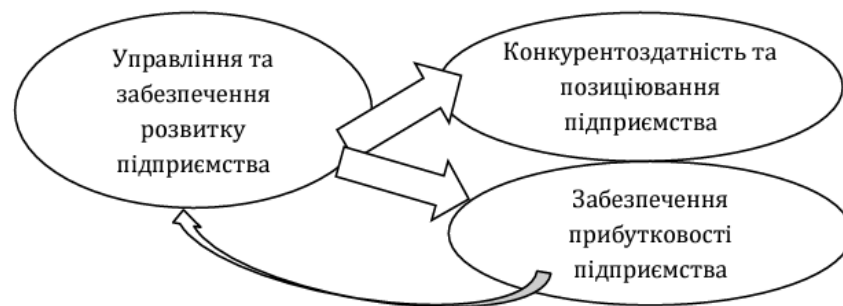 Управління та
забезпечення
розвитку
підприємства
Конкурентоздатність та
позиціювання
підприємства
Забезпечення
прибутковості
підприємства